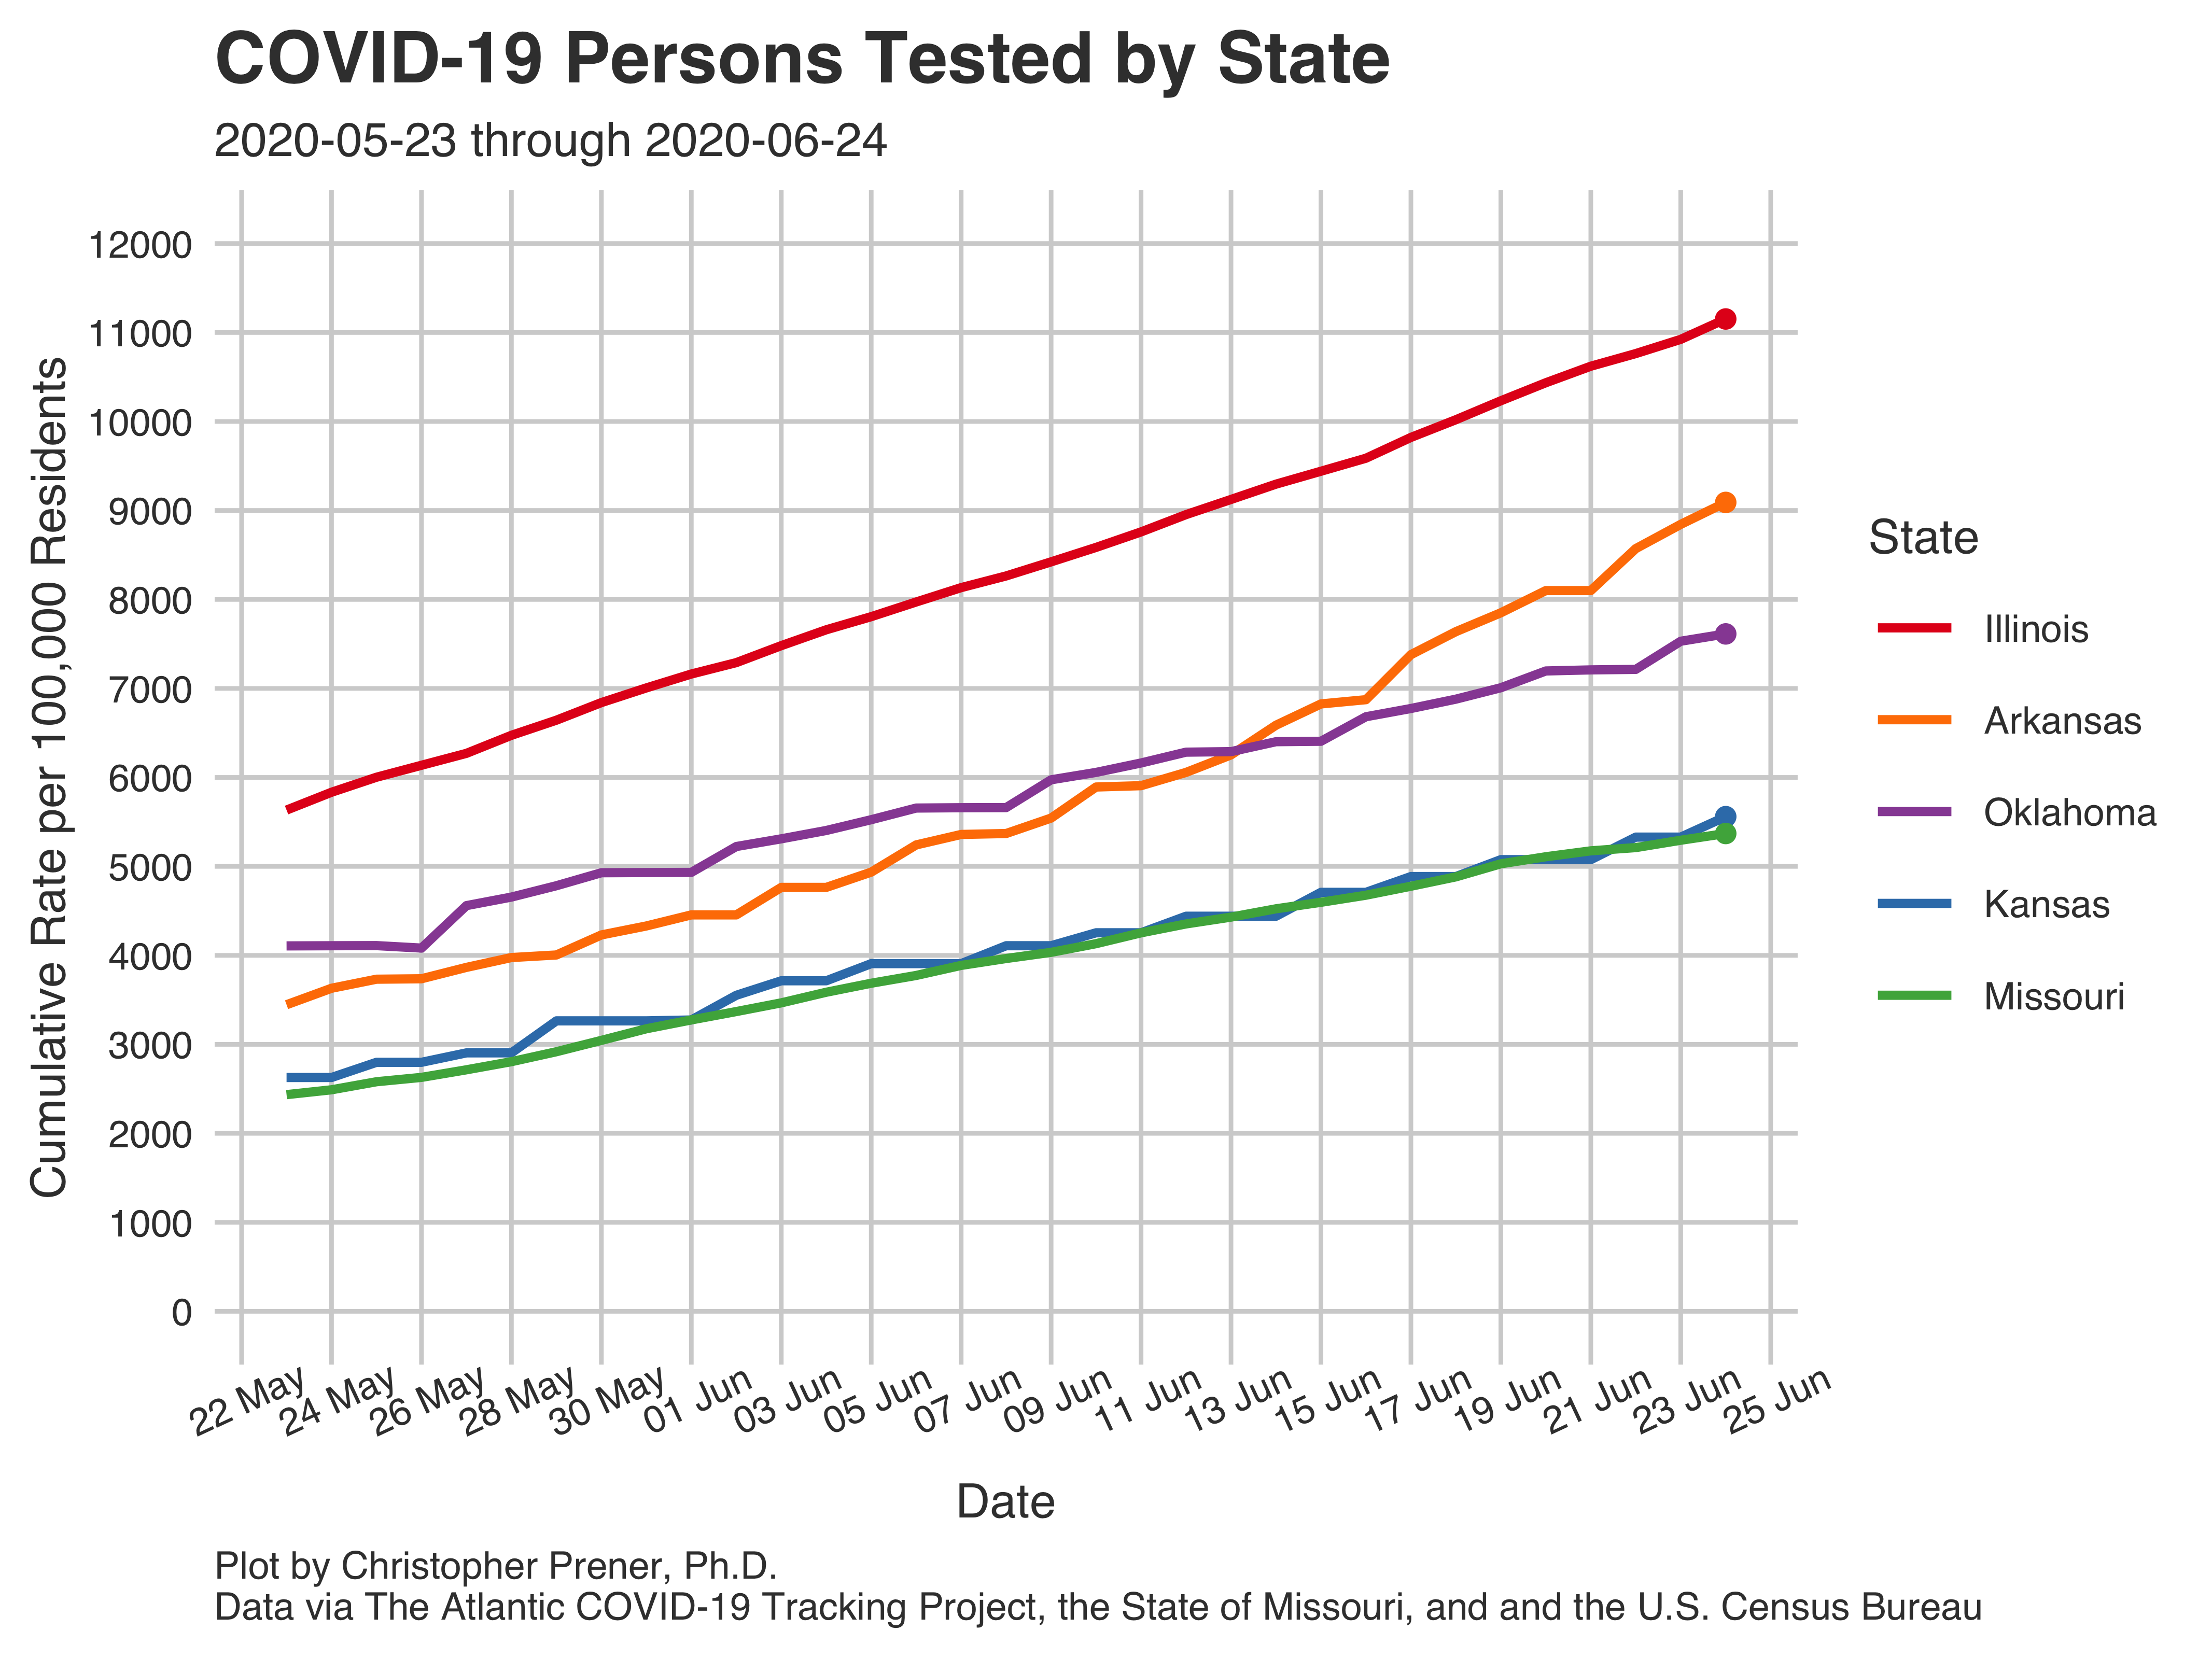 COVID-19 Persons Tested by State
2020-05-23 through 2020-06-24
Cumulative Rate per 100,000 Residents
12000
11000
10000
9000
8000
7000
6000
5000
4000
3000
2000
1000
0
22 May
24 May
26 May
28 May
30 May
01 Jun
03 Jun
05 Jun
07 Jun
09 Jun
11 Jun
13 Jun
15 Jun
17 Jun
19 Jun
21 Jun
23 Jun
25 Jun
Date
State
Illinois
Arkansas
Oklahoma
Kansas
Missouri
Plot by Christopher Prener, Ph.D.
Data via The Atlantic COVID-19 Tracking Project, the State of Missouri, and and the U.S. Census Bureau